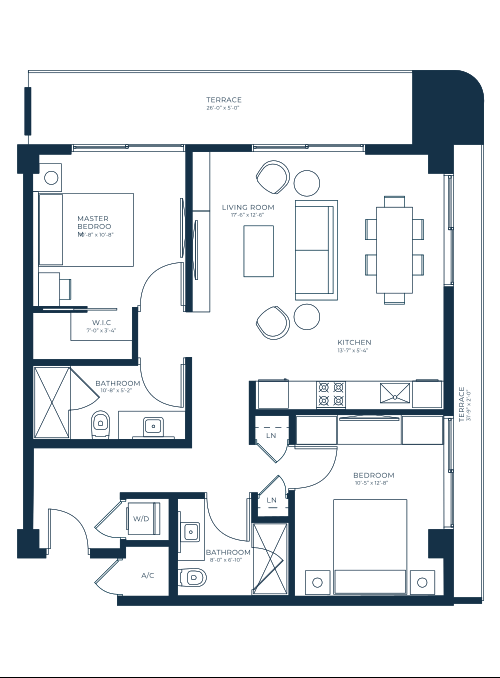 TERRACE
26'-0" x 5'-0"
LIVING ROOM
17'-6" x 12'-6"
MASTER
BEDROO
M
'-8" x 10'-8"
W.I.C
7'-0" x 3'-4"
KITCHEN
13'-7" x 5'-4"
BATHROOM
10'-8" x 5'-2"
TERRACE
31'-9" x 2'-0"
LN
BEDROOM
10'-5" x 12'-8"
LN
W/D
BATHROOM
8'-0" x 6'-10"
A/C